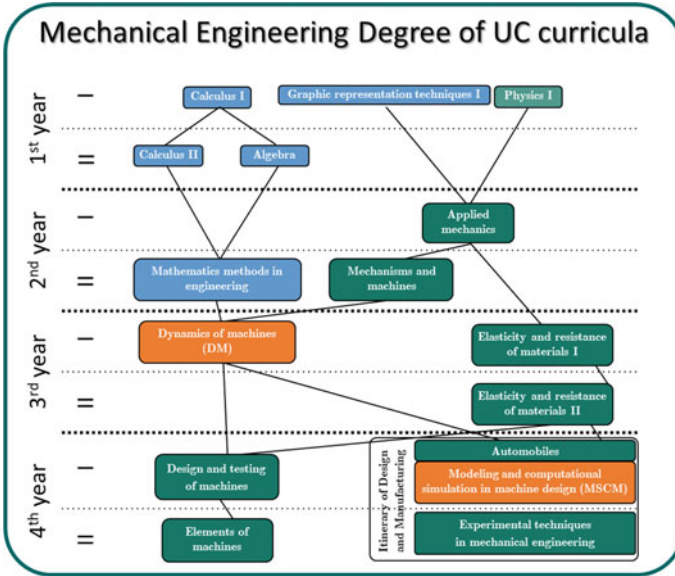 Mechanical Engineering Degree of UC curricula
1st year
I
Calculus I
Graphic representation techniques I
Physics I
II
Calculus II
Algebra
2nd year
I
Applied
mechanics
II
Mathematics methods in
engineering
Mechanisms and
machines
3rd year
I
Dynamics of machines
(DM)
Elasticity and resistance
of materials I
II
Elasticity and resistance
of materials II
4th year
I
Design and testing
of machines
Itinerary of Design
and Manufacturing
Automobiles
Modeling and computational
simulation in machine design (MSCM)
II
Elements of
machines
Experimental techniques
in mechanical engineering